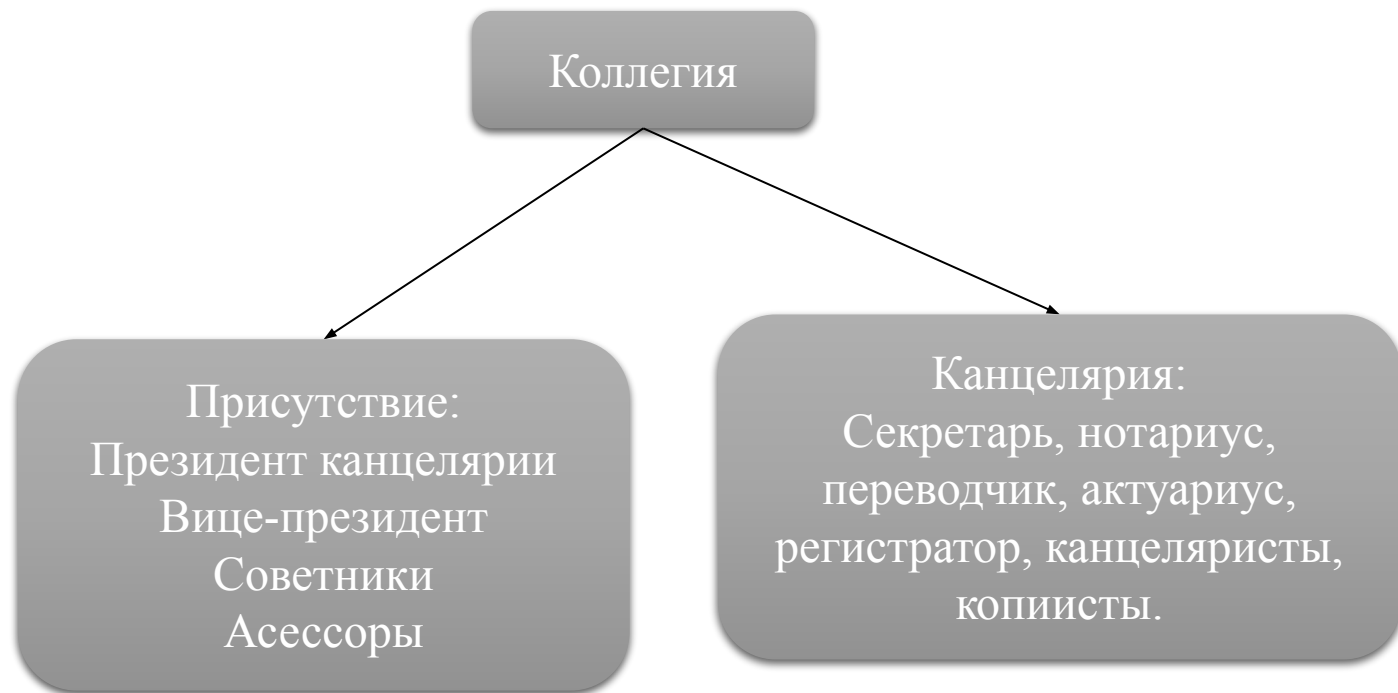 Коллегия
Присутствие:
Президент канцелярии
Вице-президент
Советники
Асессоры
Канцелярия:
Секретарь, нотариус,
переводчик, актуариус,
регистратор, канцеляристы,
копиисты.